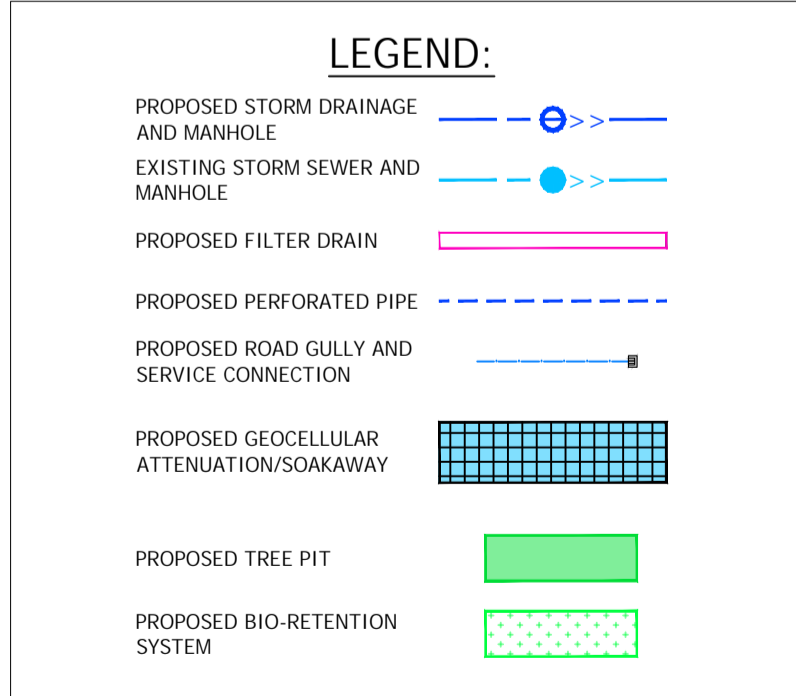 LEGEND:
PROPOSED STORM DRAINAGE
AND MANHOLE
>>
EXISTING STORM SEWER AND
MANHOLE
>>
PROPOSED FILTER DRAIN
PROPOSED PERFORATED PIPE
PROPOSED ROAD GULLY AND
SERVICE CONNECTION
PROPOSED GEOCELLULAR
ATTENUATION/SOAKAWAY
PROPOSED TREE PIT
PROPOSED BIO-RETENTION
SYSTEM